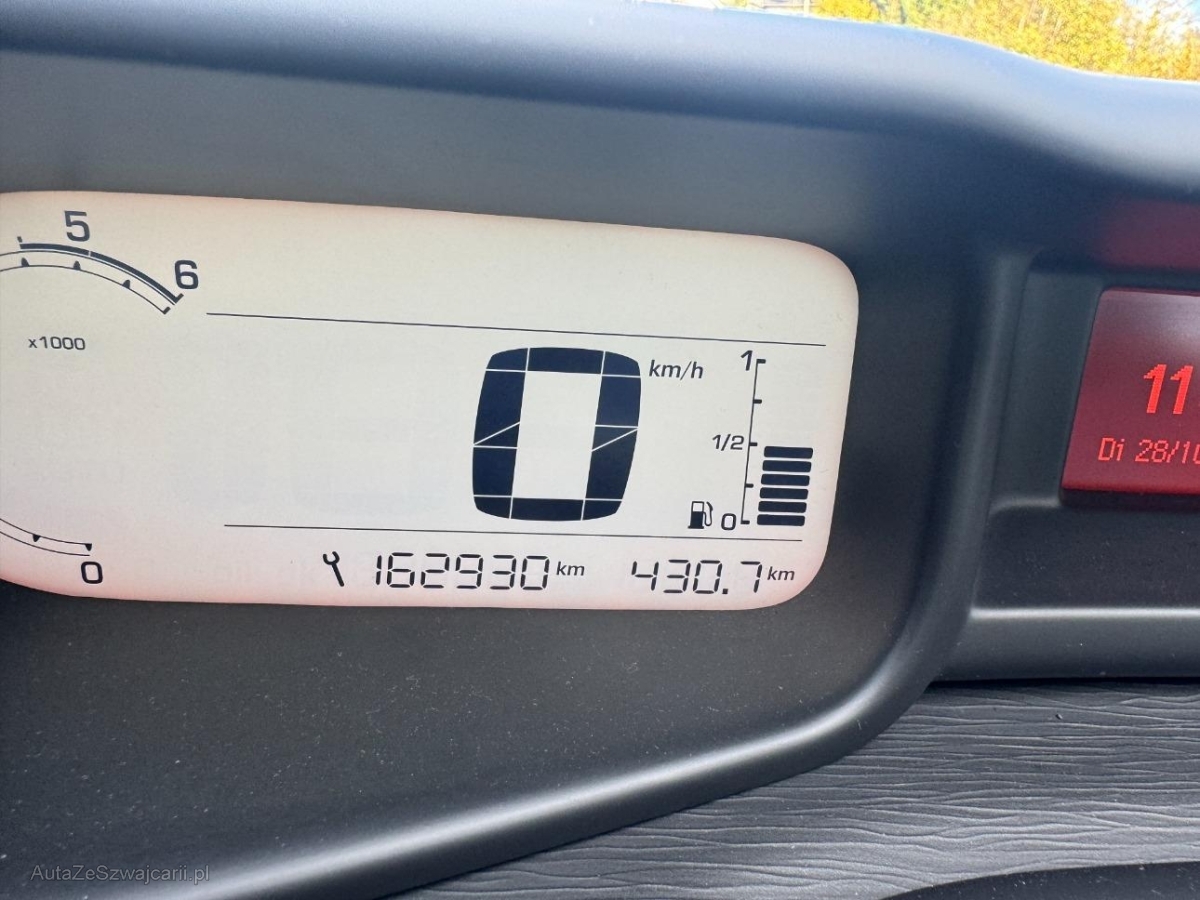 5
6
x1000
0
0 km/h
1
1/2
0
162930 km 430.7 km
11
Di 28/10
AutaZeSzwajcarii.pl